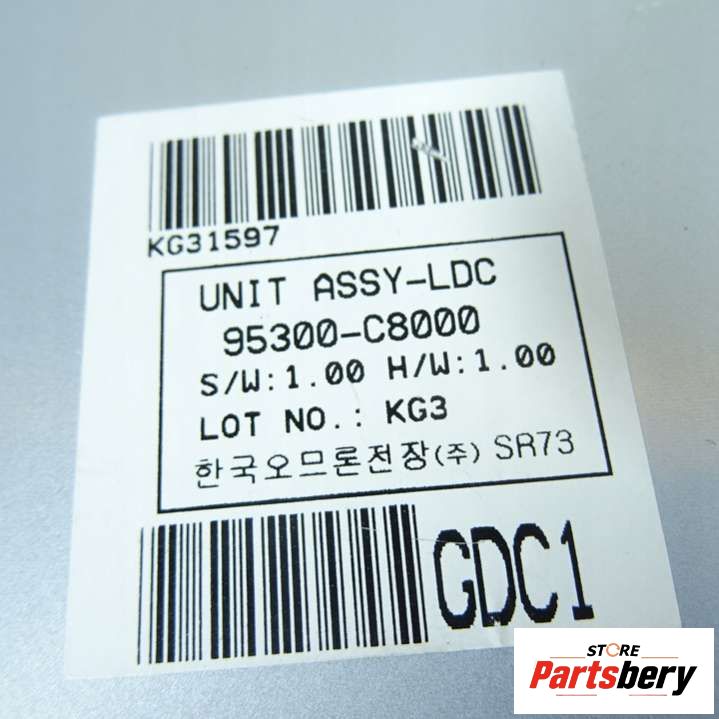 KG31597
UNIT ASSY-LDC
95300-C8000
S/W:1.00 H/W:1.00
LOT NO.: KG3
한국오므론전장(주) SR73
GDC1
STORE
Partsbery